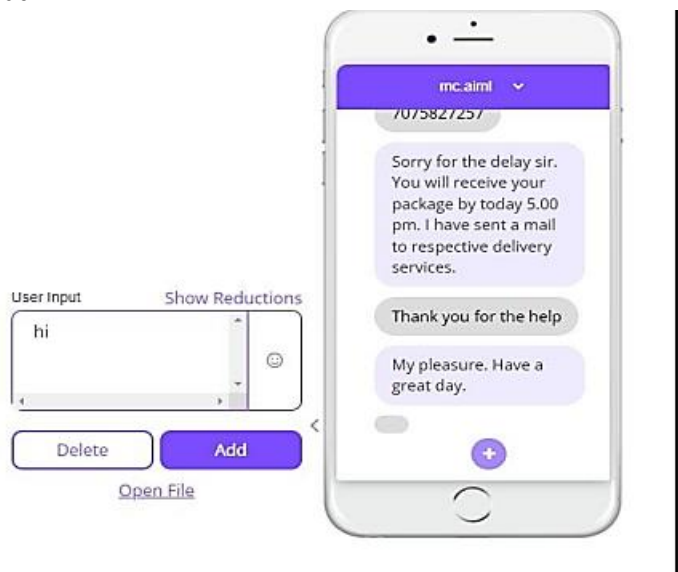 User Input
Show Reductions
hi
Delete
Add
Open File
mc.aiml
7075827257
Sorry for the delay sir.
You will receive your
package by today 5.00
pm. I have sent a mail
to respective delivery
services.
Thank you for the help
My pleasure. Have a
great day.